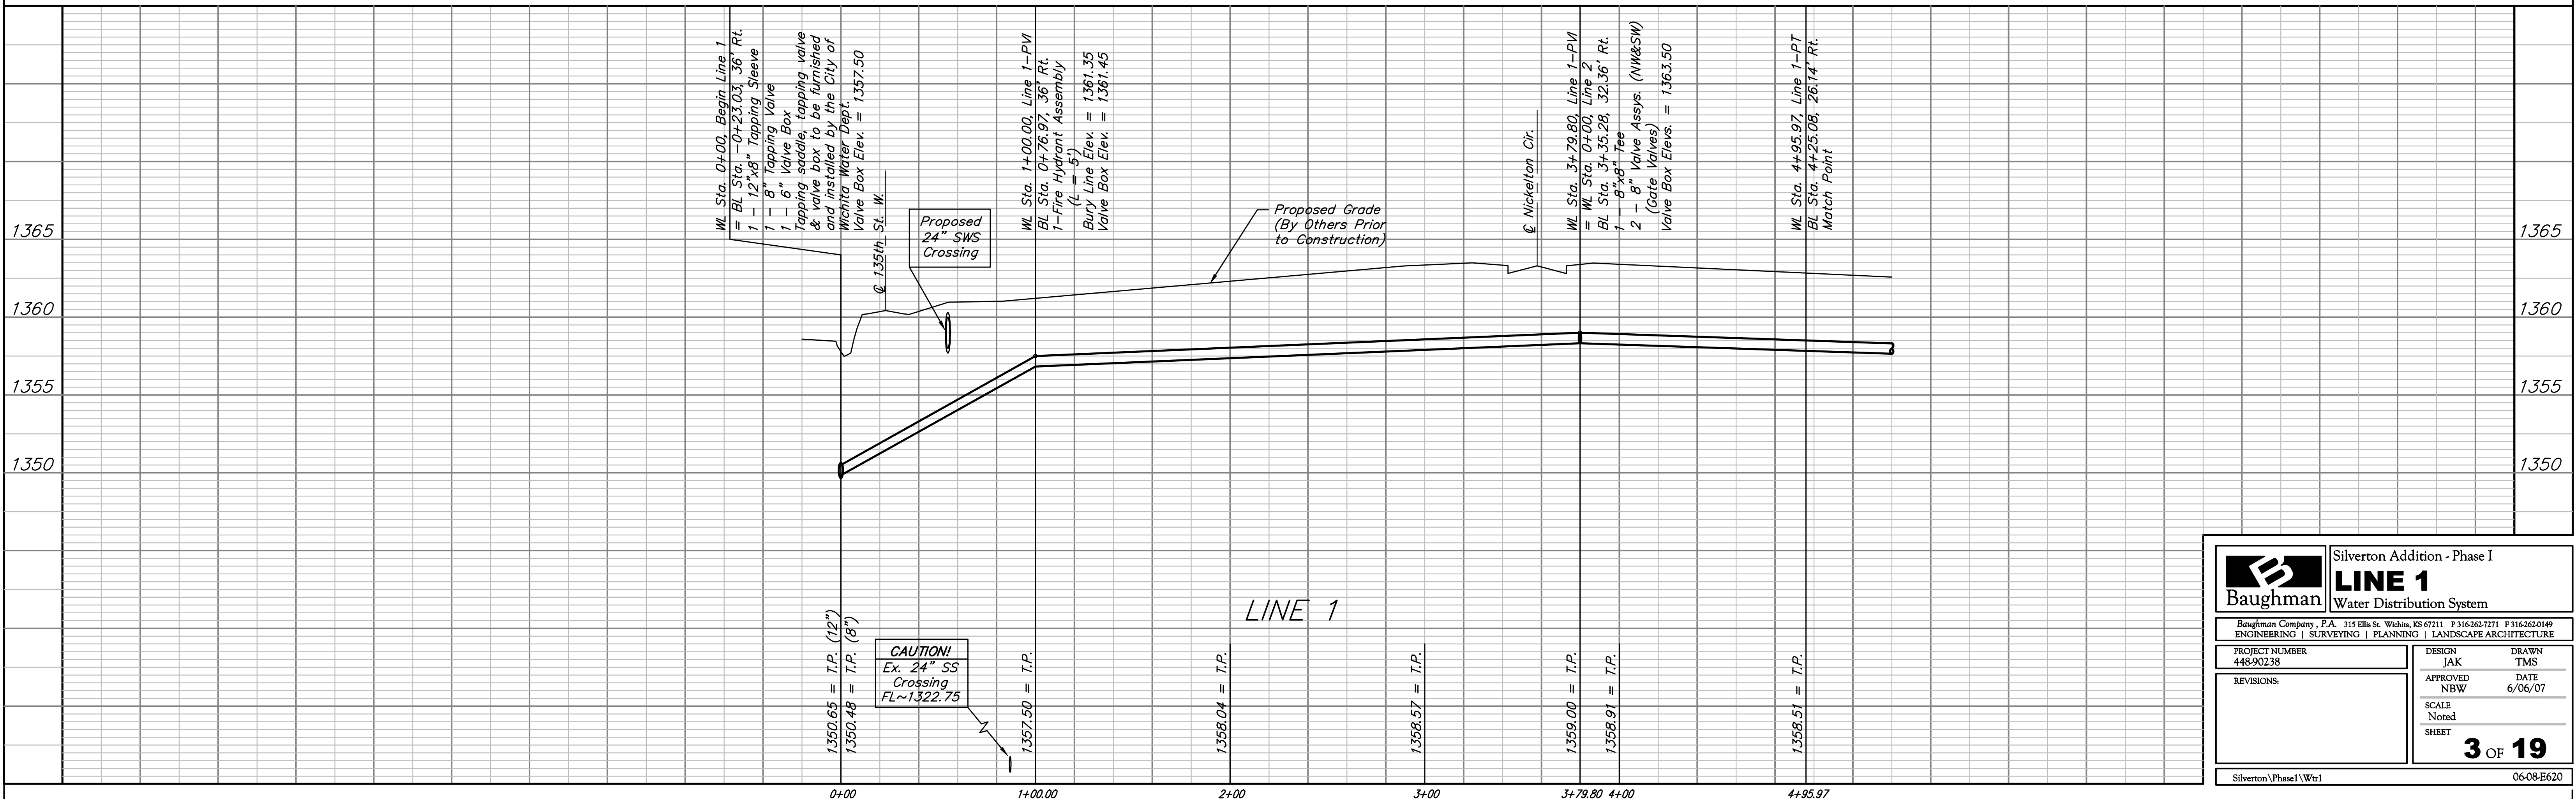 WL Sta. 0+00, Begin Line 1
= BL Sta. -0+23.03, 36' Rt.
1 - 12"x8" Tapping Sleeve
1 - 8" Tapping Valve
1 - 6" Valve Box
Tapping saddle, tapping valve
& valve box to be furnished
and installed by the City of
Wichita Water Dept.
Valve Box Elev. = 1357.50
℄ 135th St. W.
Proposed
24" SWS
Crossing
WL Sta. 1+00.00, Line 1-PVI
BL Sta. 0+76.97, 36' Rt.
1-Fire Hydrant Assembly
(L = 5')
Bury Line Elev. = 1361.35
Valve Box Elev. = 1361.45
Proposed Grade
(By Others Prior
to Construction)
℄ Nickelton Cir.
WL Sta. 3+79.80, Line 1-PVI
= WL Sta. 0+00, Line 2
BL Sta. 3+35.28, 32.36' Rt.
1 - 8"x8" Tee
2 - 8" Valve Assys. (NW&SW)
(Gate Valves)
Valve Box Elevs. = 1363.50
WL Sta. 4+95.97, Line 1-PT
BL Sta. 4+25.08, 26.14' Rt.
Match Point
1365
1365
1360
1360
1355
1355
1350
1350
LINE 1
1350.65 = T.P. (12")
1350.48 = T.P. (8")
CAUTION!
Ex. 24" SS
Crossing
FL~1322.75
1357.50 = T.P.
1358.04 = T.P.
1358.57 = T.P.
1359.00 = T.P.
1358.91 = T.P.
1358.51 = T.P.
0+00
1+00.00
2+00
3+00
3+79.80
4+00
4+95.97
B
Baughman
Silverton Addition - Phase I
LINE 1
Water Distribution System
Baughman Company, P.A. 315 Ellis St. Wichita, KS 67211 P 316-262-7271 F 316-262-0149
ENGINEERING | SURVEYING | PLANNING | LANDSCAPE ARCHITECTURE
PROJECT NUMBER
448-90238
REVISIONS:
DESIGN
JAK
DRAWN
TMS
APPROVED
NBW
DATE
6/06/07
SCALE
Noted
SHEET
3 OF 19
Silverton\Phase1\Wtr1
06-08-E620